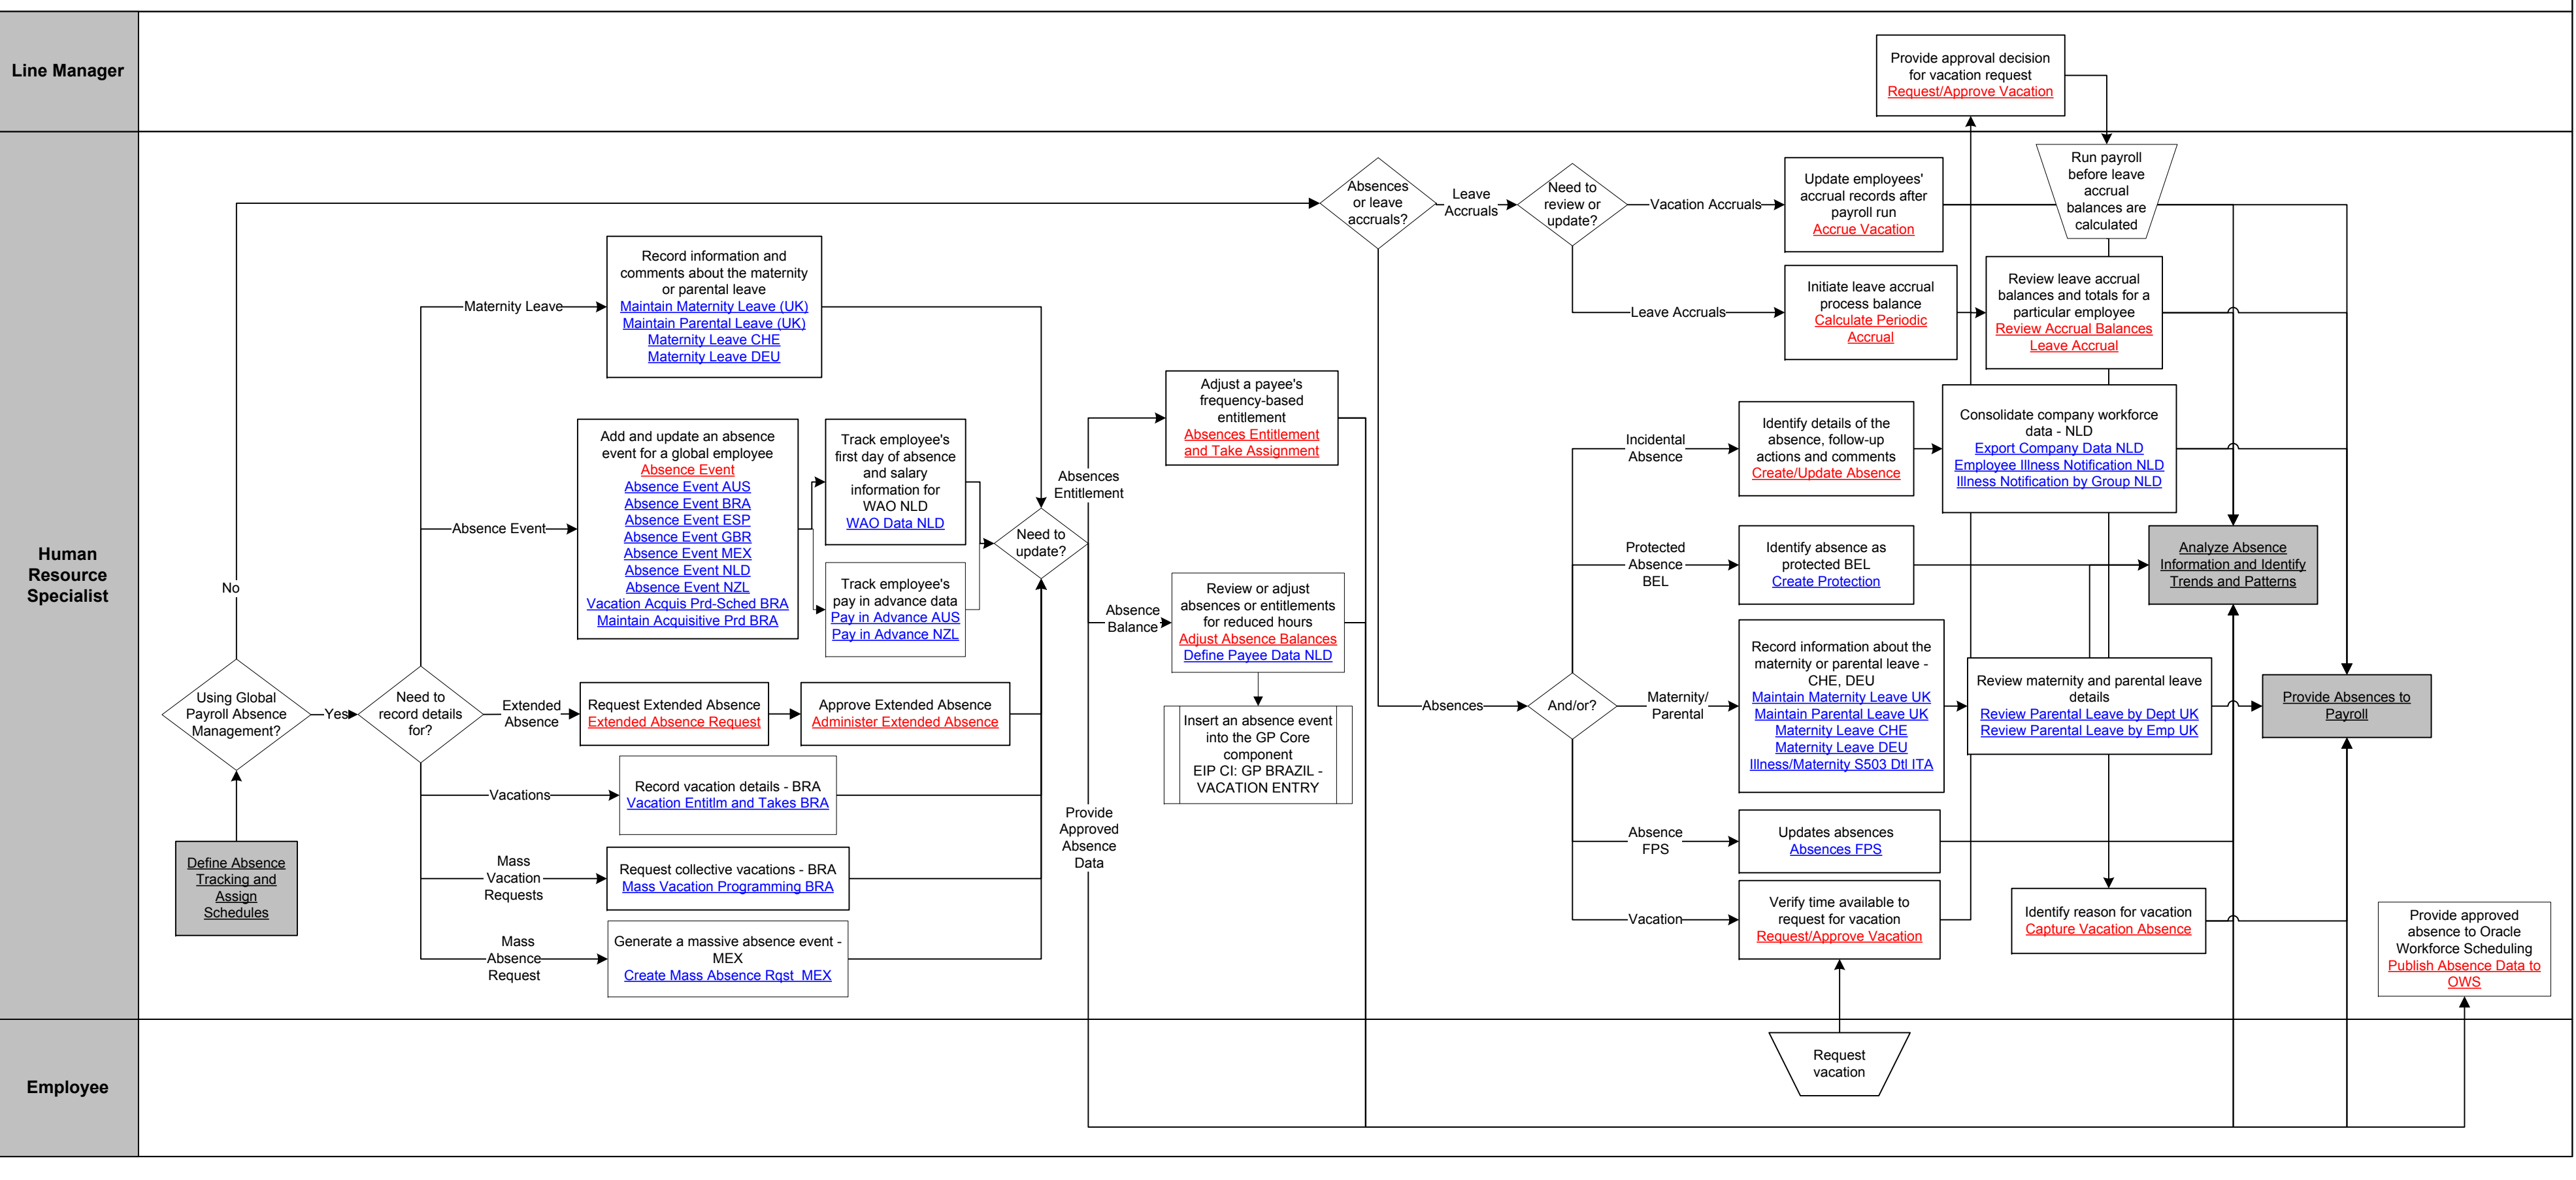 Line Manager
Provide approval decision
for vacation request
Request/Approve Vacation
Human
Resource
Specialist
Define Absence
Tracking and
Assign
Schedules
Using Global
Payroll Absence
Management?
No
Yes
Need to
record details
for?
Maternity Leave
Record information and
comments about the maternity
or parental leave
Maintain Maternity Leave (UK)
Maintain Parental Leave (UK)
Maternity Leave CHE
Maternity Leave DEU
Absence Event
Add and update an absence
event for a global employee
Absence Event
Absence Event AUS
Absence Event BRA
Absence Event ESP
Absence Event GBR
Absence Event MEX
Absence Event NLD
Absence Event NZL
Vacation Acquis Prd-Sched BRA
Maintain Acquisitive Prd BRA
Track employee's
first day of absence
and salary
information for
WAO NLD
WAO Data NLD
Track employee's
pay in advance data
Pay in Advance AUS
Pay in Advance NZL
Extended
Absence
Request Extended Absence
Extended Absence Request
Approve Extended Absence
Administer Extended Absence
Vacations
Record vacation details - BRA
Vacation Entitlm and Takes BRA
Mass
Vacation
Requests
Request collective vacations - BRA
Mass Vacation Programming BRA
Mass
Absence
Request
Generate a massive absence event -
MEX
Create Mass Absence Rqst  MEX
Need to
update?
Absences
Entitlement
Adjust a payee's
frequency-based
entitlement
Absences Entitlement
and Take Assignment
Absence
Balance
Review or adjust
absences or entitlements
for reduced hours
Adjust Absence Balances
Define Payee Data NLD
Insert an absence event
into the GP Core
component
EIP CI: GP BRAZIL -
VACATION ENTRY
Provide
Approved
Absence
Data
Absences
or leave
accruals?
Leave
Accruals
Need to
review or
update?
Vacation Accruals
Update employees'
accrual records after
payroll run
Accrue Vacation
Run payroll
before leave
accrual
balances are
calculated
Leave Accruals
Initiate leave accrual
process balance
Calculate Periodic
Accrual
Review leave accrual
balances and totals for a
particular employee
Review Accrual Balances
Leave Accrual
Absences
And/or?
Incidental
Absence
Identify details of the
absence, follow-up
actions and comments
Create/Update Absence
Consolidate company workforce
data - NLD
Export Company Data NLD
Employee Illness Notification NLD
Illness Notification by Group NLD
Protected
Absence
BEL
Identify absence as
protected BEL
Create Protection
Analyze Absence
Information and Identify
Trends and Patterns
Maternity/
Parental
Record information about the
maternity or parental leave -
CHE, DEU
Maintain Maternity Leave UK
Maintain Parental Leave UK
Maternity Leave CHE
Maternity Leave DEU
Illness/Maternity S503 Dtl ITA
Review maternity and parental leave
details
Review Parental Leave by Dept UK
Review Parental Leave by Emp UK
Provide Absences to
Payroll
Absence
FPS
Updates absences
Absences FPS
Vacation
Verify time available to
request for vacation
Request/Approve Vacation
Identify reason for vacation
Capture Vacation Absence
Provide approved
absence to Oracle
Workforce Scheduling
Publish Absence Data to
OWS
Employee
Request
vacation